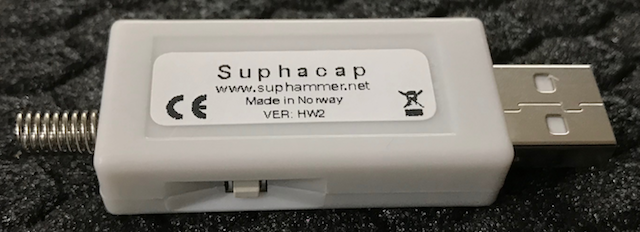 Suphacap
www.suphammer.net
Made in Norway
CE
VER: HW2